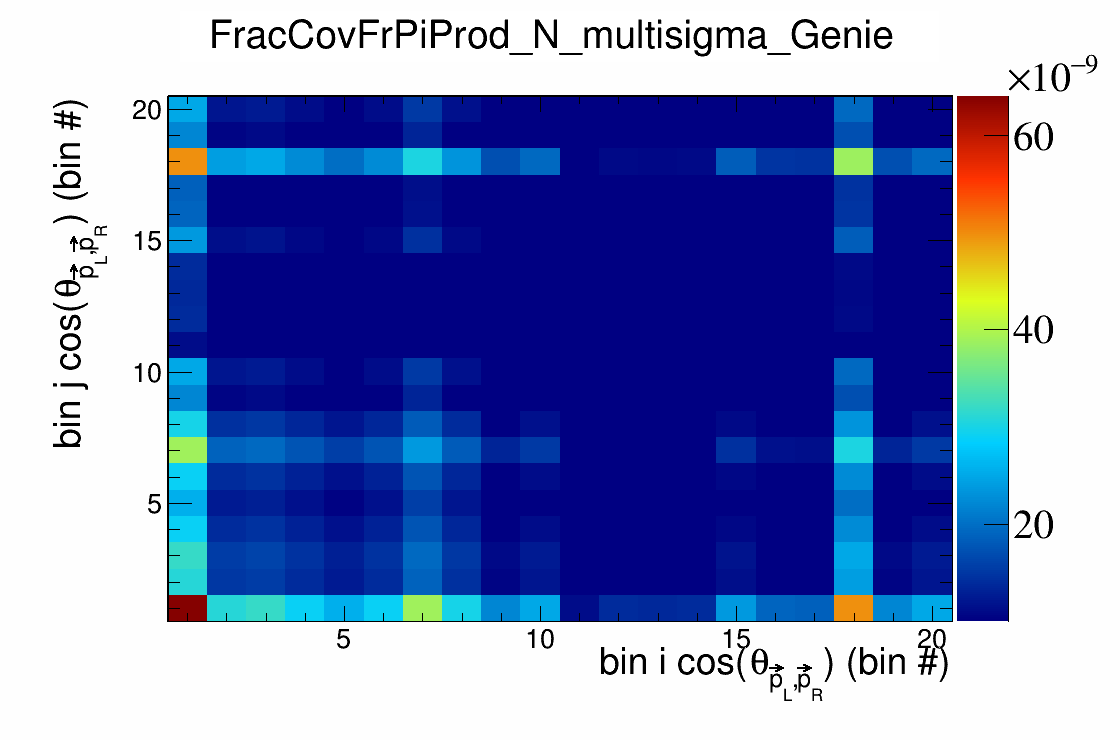 FracCovFrPiProd_N_multisigma_Genie
×10⁻⁹
60
40
20
20
15
10
5
bin j cos(θ_{p⃗_L,p⃗_R}) (bin #)
5 10 15 20
bin i cos(θ_{p⃗_L,p⃗_R}) (bin #)